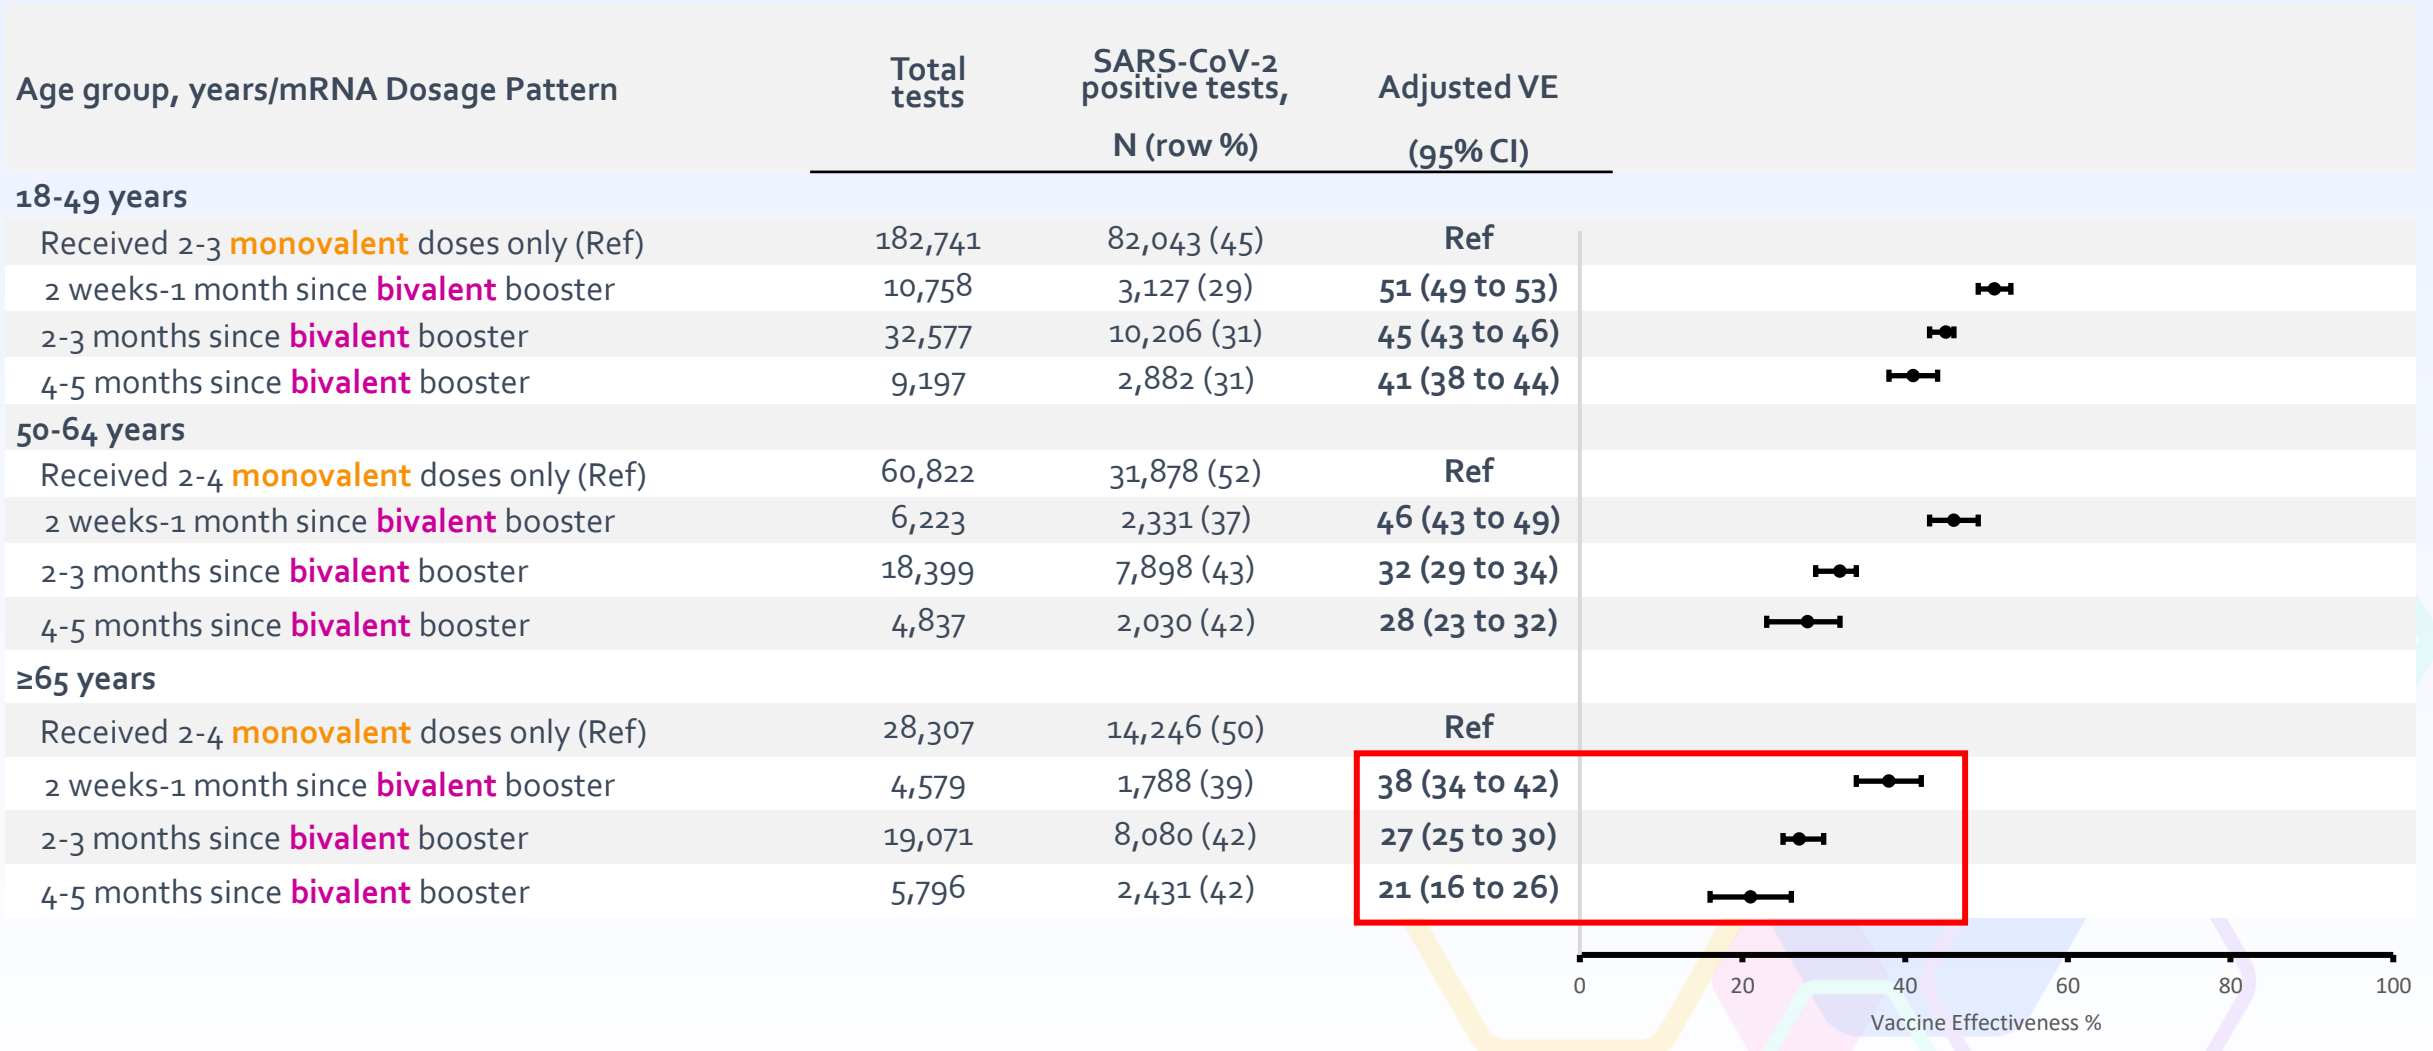 Age group, years/mRNA Dosage Pattern
Total
tests
SARS-CoV-2
positive tests,
N (row %)
Adjusted VE
(95% CI)
18-49 years
Received 2-3 monovalent doses only (Ref) 182,741 82,043 (45) Ref
2 weeks-1 month since bivalent booster 10,758 3,127 (29) 51 (49 to 53)
2-3 months since bivalent booster 32,577 10,206 (31) 45 (43 to 46)
4-5 months since bivalent booster 9,197 2,882 (31) 41 (38 to 44)
50-64 years
Received 2-4 monovalent doses only (Ref) 60,822 31,878 (52) Ref
2 weeks-1 month since bivalent booster 6,223 2,331 (37) 46 (43 to 49)
2-3 months since bivalent booster 18,399 7,898 (43) 32 (29 to 34)
4-5 months since bivalent booster 4,837 2,030 (42) 28 (23 to 32)
≥65 years
Received 2-4 monovalent doses only (Ref) 28,307 14,246 (50) Ref
2 weeks-1 month since bivalent booster 4,579 1,788 (39) 38 (34 to 42)
2-3 months since bivalent booster 19,071 8,080 (42) 27 (25 to 30)
4-5 months since bivalent booster 5,796 2,431 (42) 21 (16 to 26)
0 20 40 60 80 100
Vaccine Effectiveness %